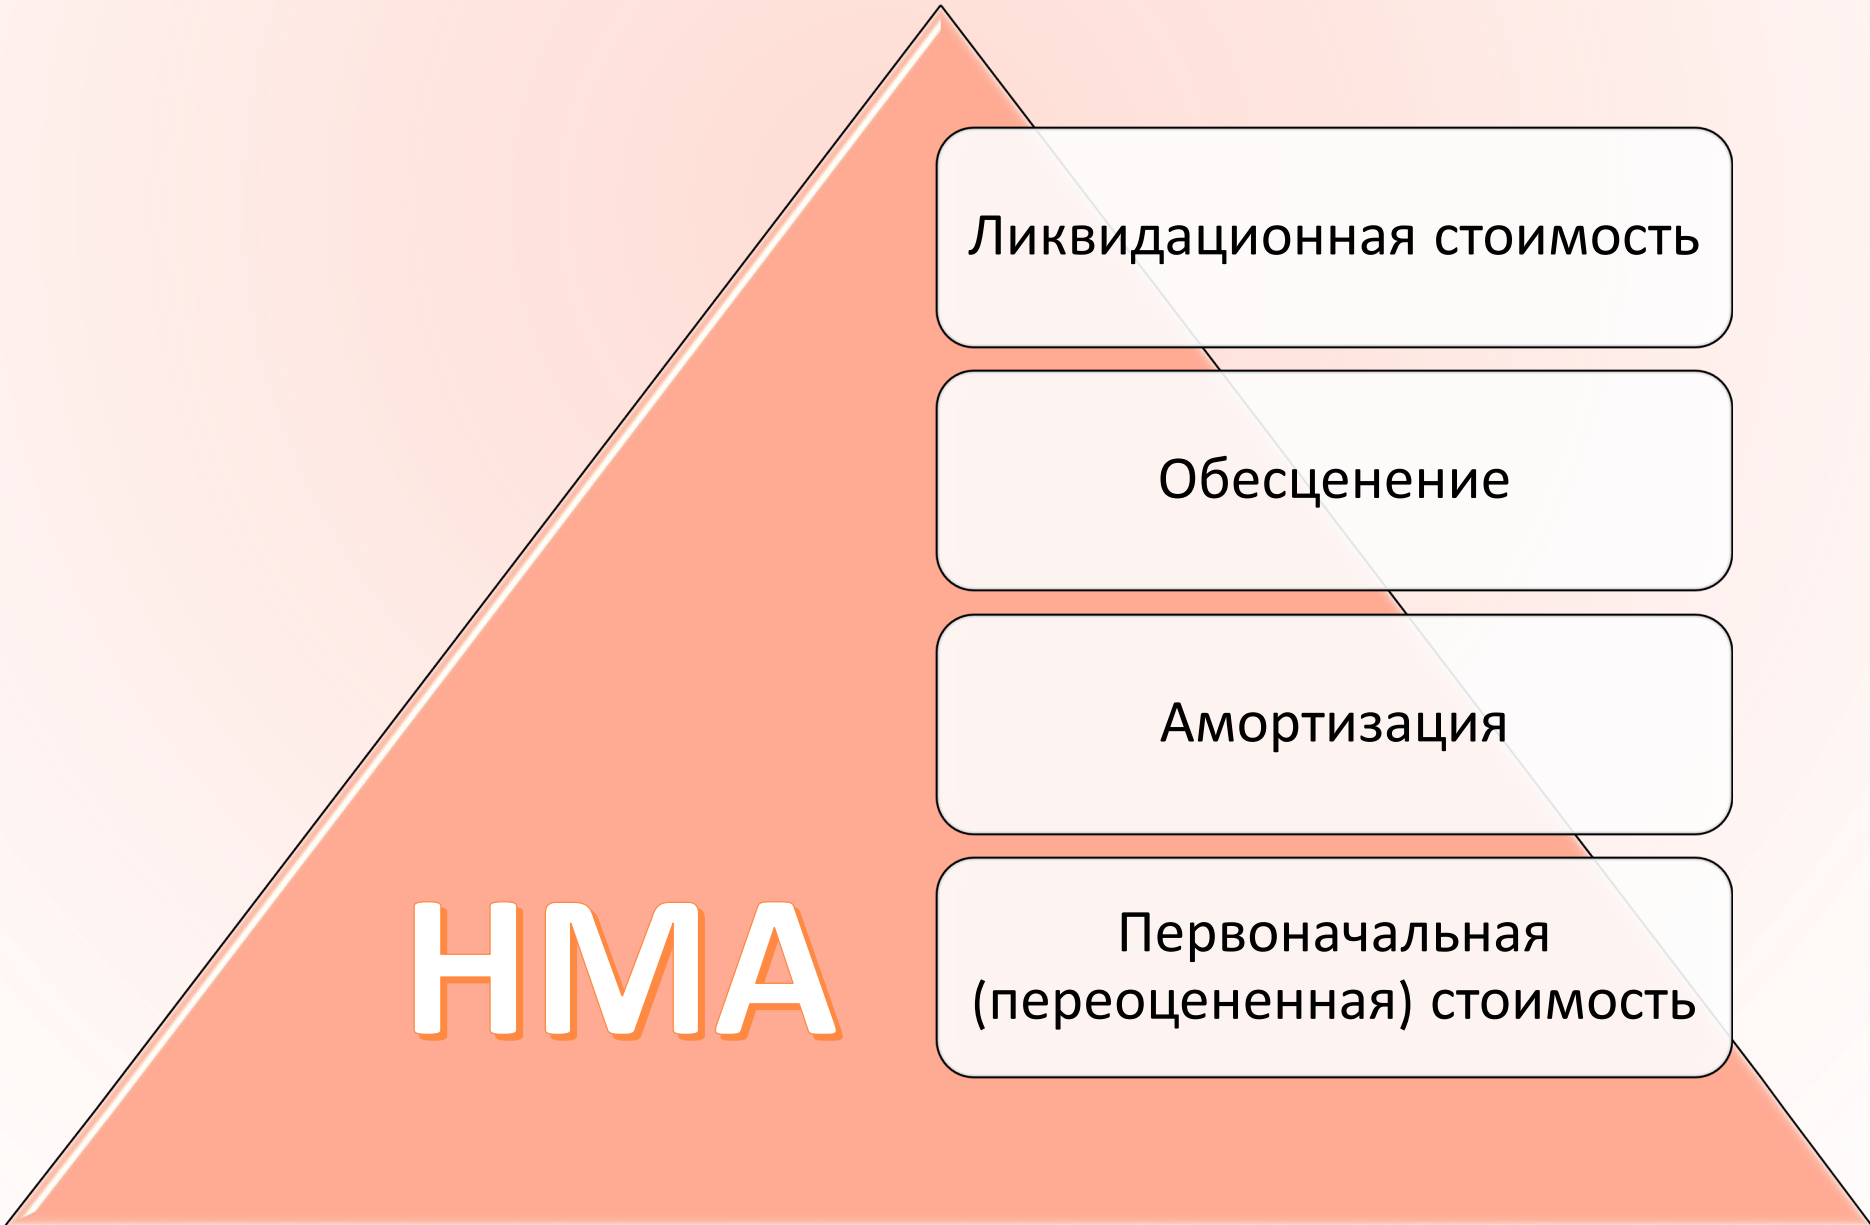 Ликвидационная стоимость
Обесценение
Амортизация
Первоначальная
(переоцененная) стоимость
НМА